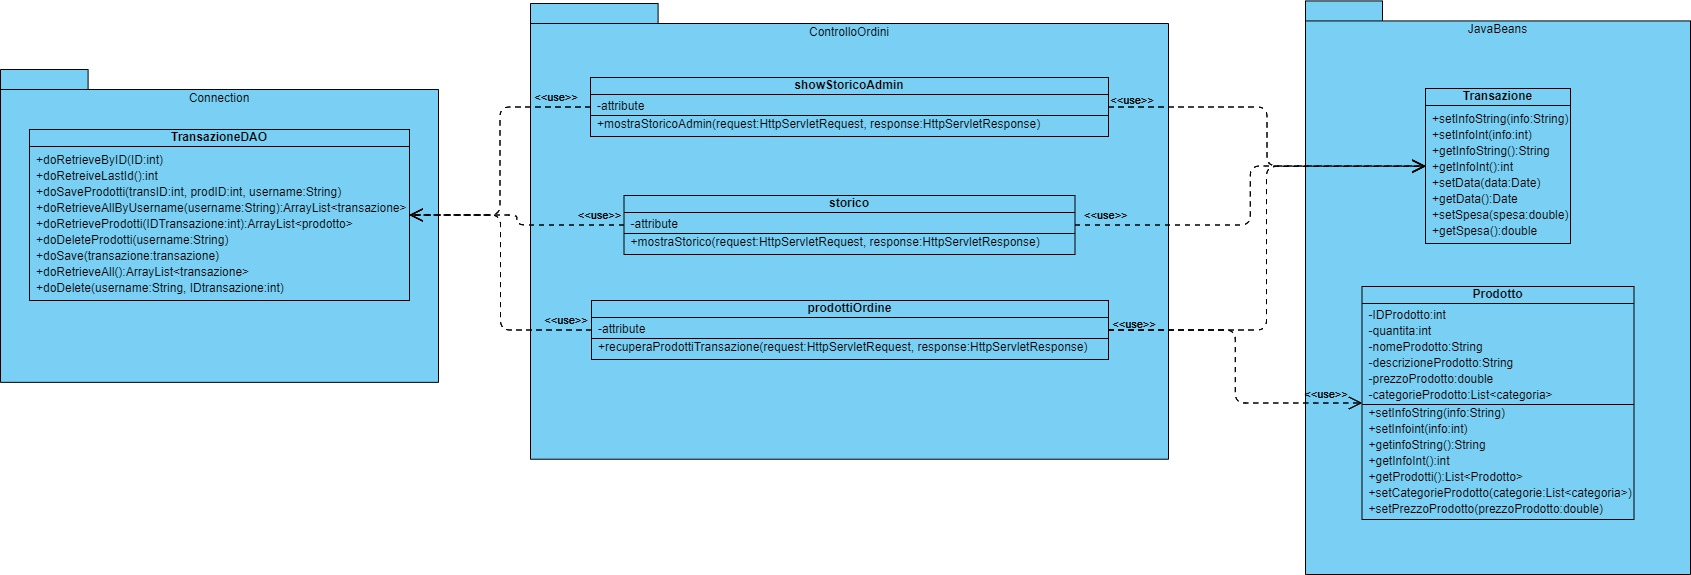 Connection
TransazioneDAO
+doRetrieveByID(ID:int)
+doRetreiveLastId():int
+doSaveProdotti(transID:int, prodID:int, username:String)
+doRetrieveAllByUsername(username:String):ArrayList<transazione>
+doRetrieveProdotti(IDTransazione:int):ArrayList<prodotto>
+doDeleteProdotti(username:String)
+doSave(transazione:transazione)
+doRetrieveAll():ArrayList<transazione>
+doDelete(username:String, IDtransazione:int)
ControlloOrdini
<<use>>
showStoricoAdmin
-attribute
+mostraStoricoAdmin(request:HttpServletRequest, response:HttpServletResponse)
<<use>>
<<use>>
storico
-attribute
+mostraStorico(request:HttpServletRequest, response:HttpServletResponse)
<<use>>
<<use>>
prodottiOrdine
-attribute
+recuperaProdottiTransazione(request:HttpServletRequest, response:HttpServletResponse)
<<use>>
JavaBeans
Transazione
+setInfoString(info:String)
+setInfoInt(info:int)
+getInfoString():String
+getInfoInt():int
+setData(data:Date)
+getData():Date
+setSpesa(spesa:double)
+getSpesa():double
<<use>>
Prodotto
-IDProdotto:int
-quantita:int
-nomeProdotto:String
-descrizioneProdotto:String
-prezzoProdotto:double
-categorieProdotto:List<categoria>
+setInfoString(info:String)
+setInfoint(info:int)
+getinfoString():String
+getInfoInt():int
+getProdotti():List<Prodotto>
+setCategorieProdotto(categorie:List<categoria>)
+setPrezzoProdotto(prezzoProdotto:double)